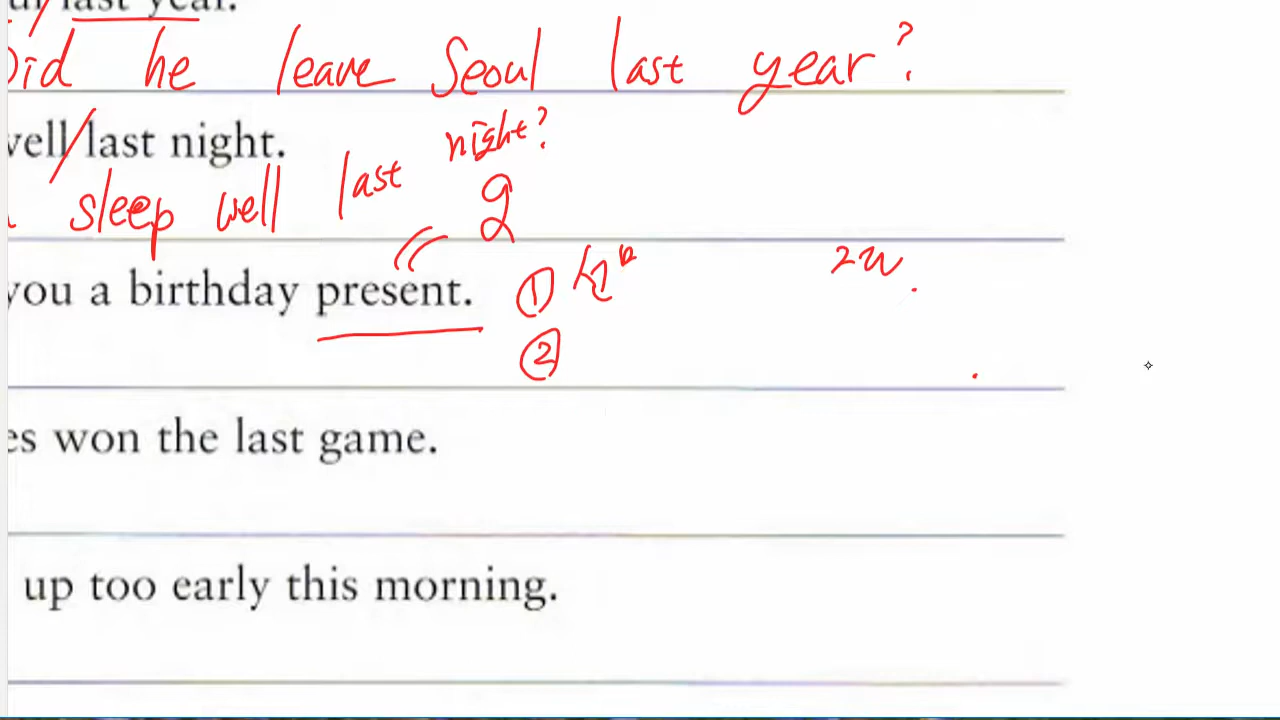 last year.
Did he leave Seoul last year?
well/last night.
sleep well last night?
you a birthday present. ①
②
es won the last game.
up too early this morning.